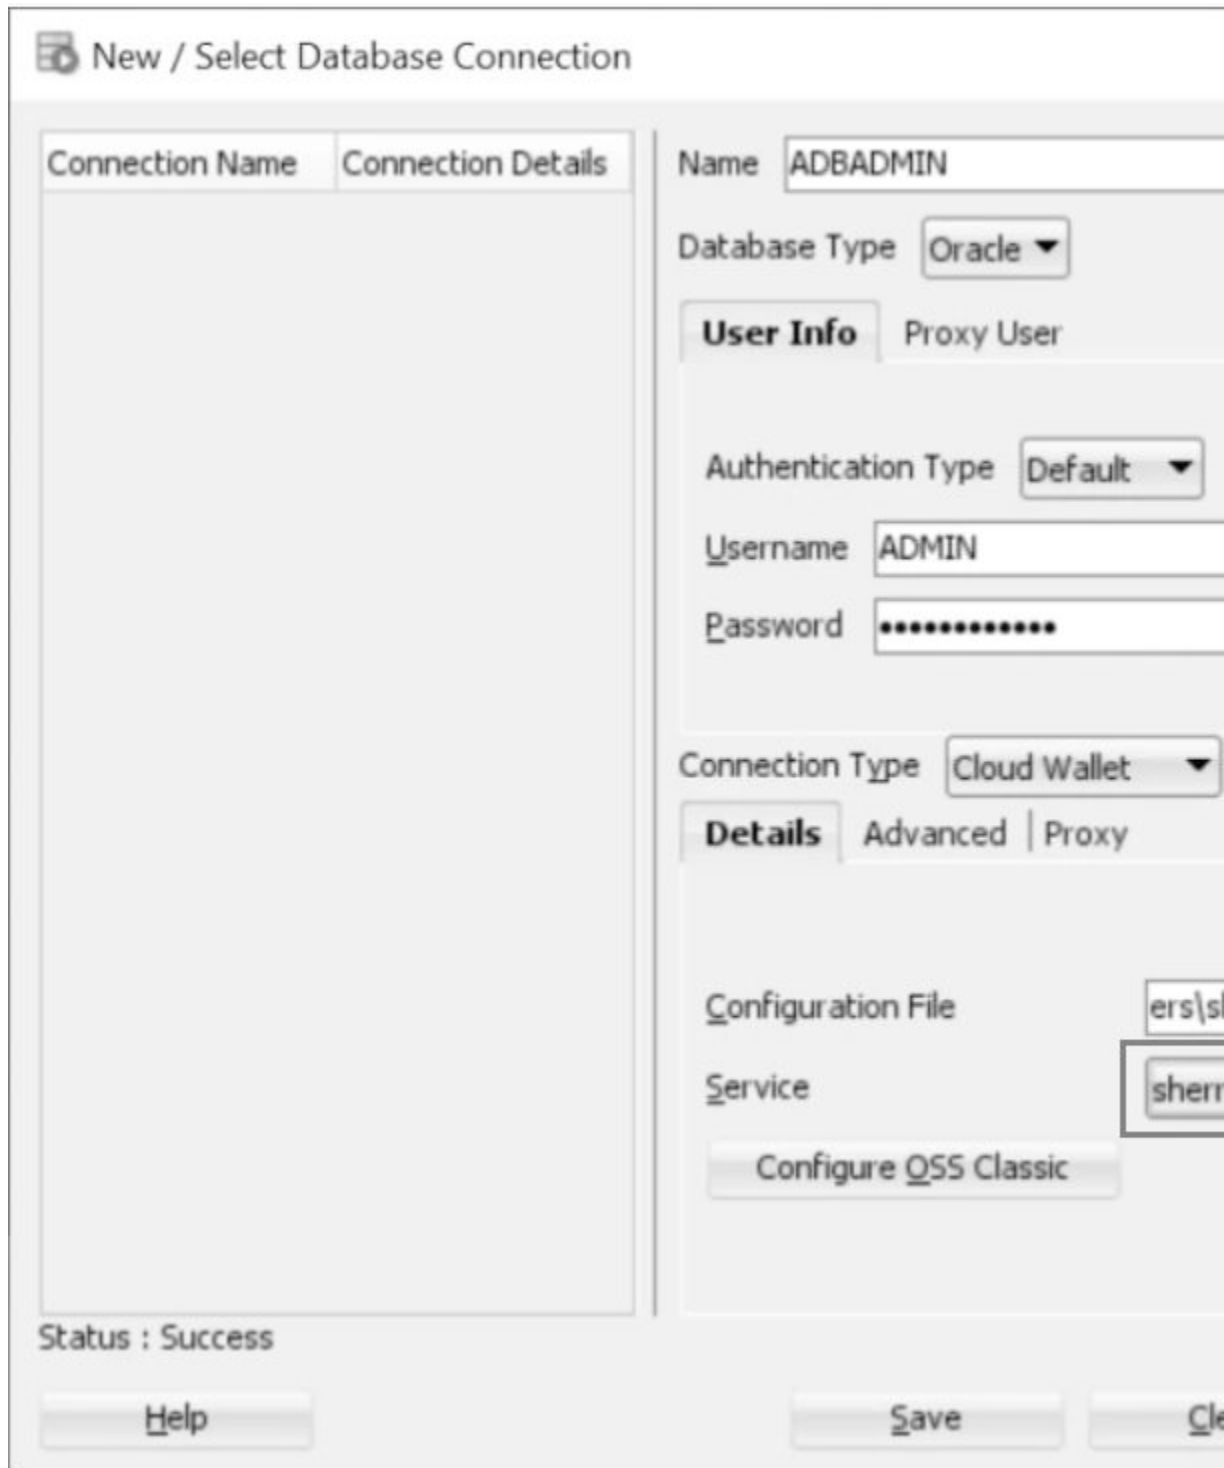 New / Select Database Connection
Connection Name Connection Details
Name ADBADMIN
Database Type Oracle
User Info Proxy User
Authentication Type Default
Username ADMIN
Password ••••••••••••
Connection Type Cloud Wallet
Details Advanced Proxy
Configuration File ers\s
Service sherr
Configure OSS Classic
Status : Success
Help Save Cle